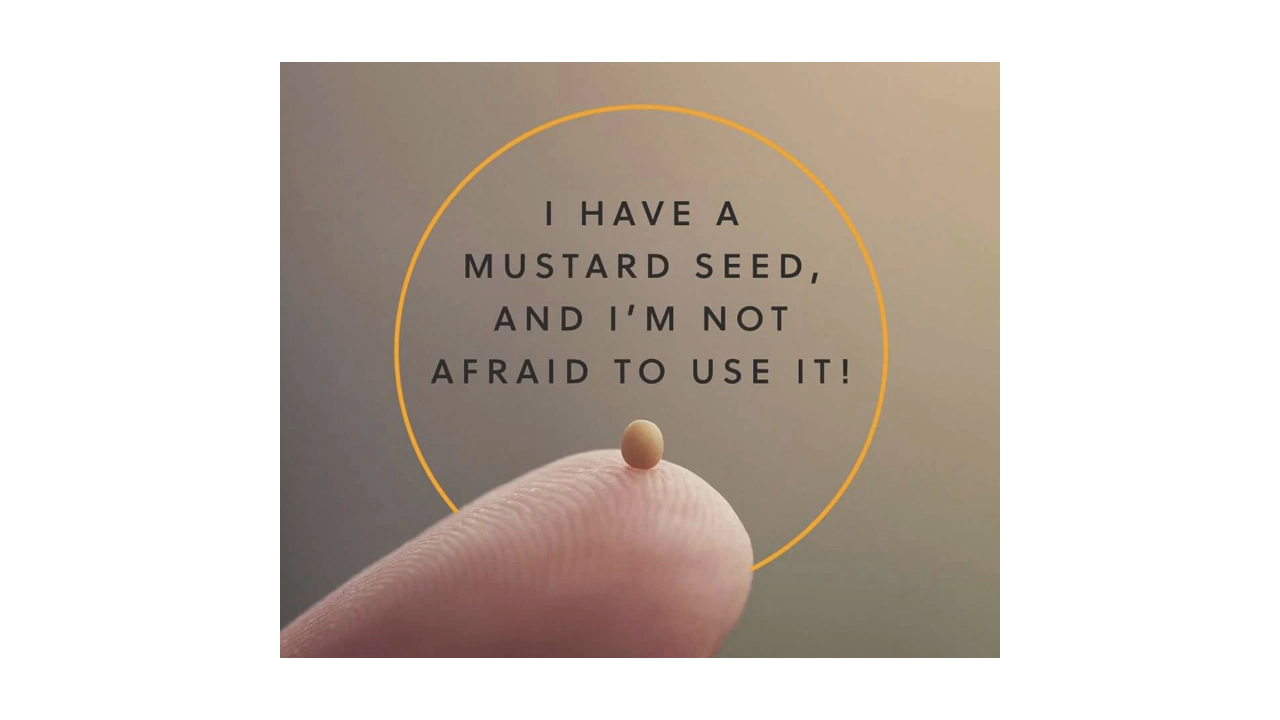 I HAVE A
MUSTARD SEED,
AND I'M NOT
AFRAID TO USE IT!